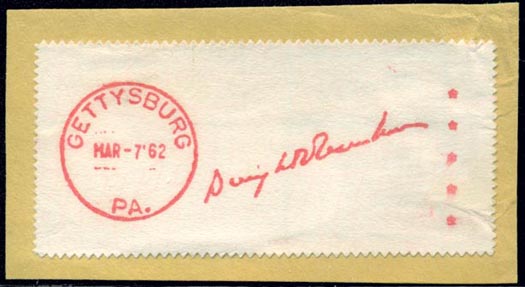 GETTYSBURG
MAR-7'62
PA.
Dwight D Eisenhower